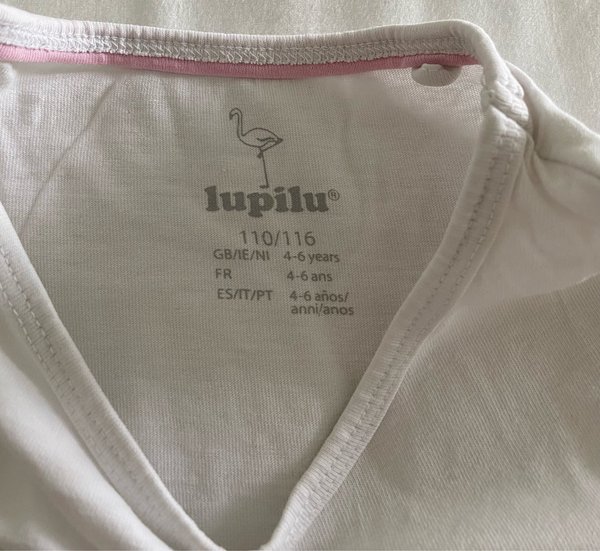 lupilu®
110/116
GB/IE/NI 4-6 years
FR 4-6 ans
ES/IT/PT 4-6 años/
anni/anos